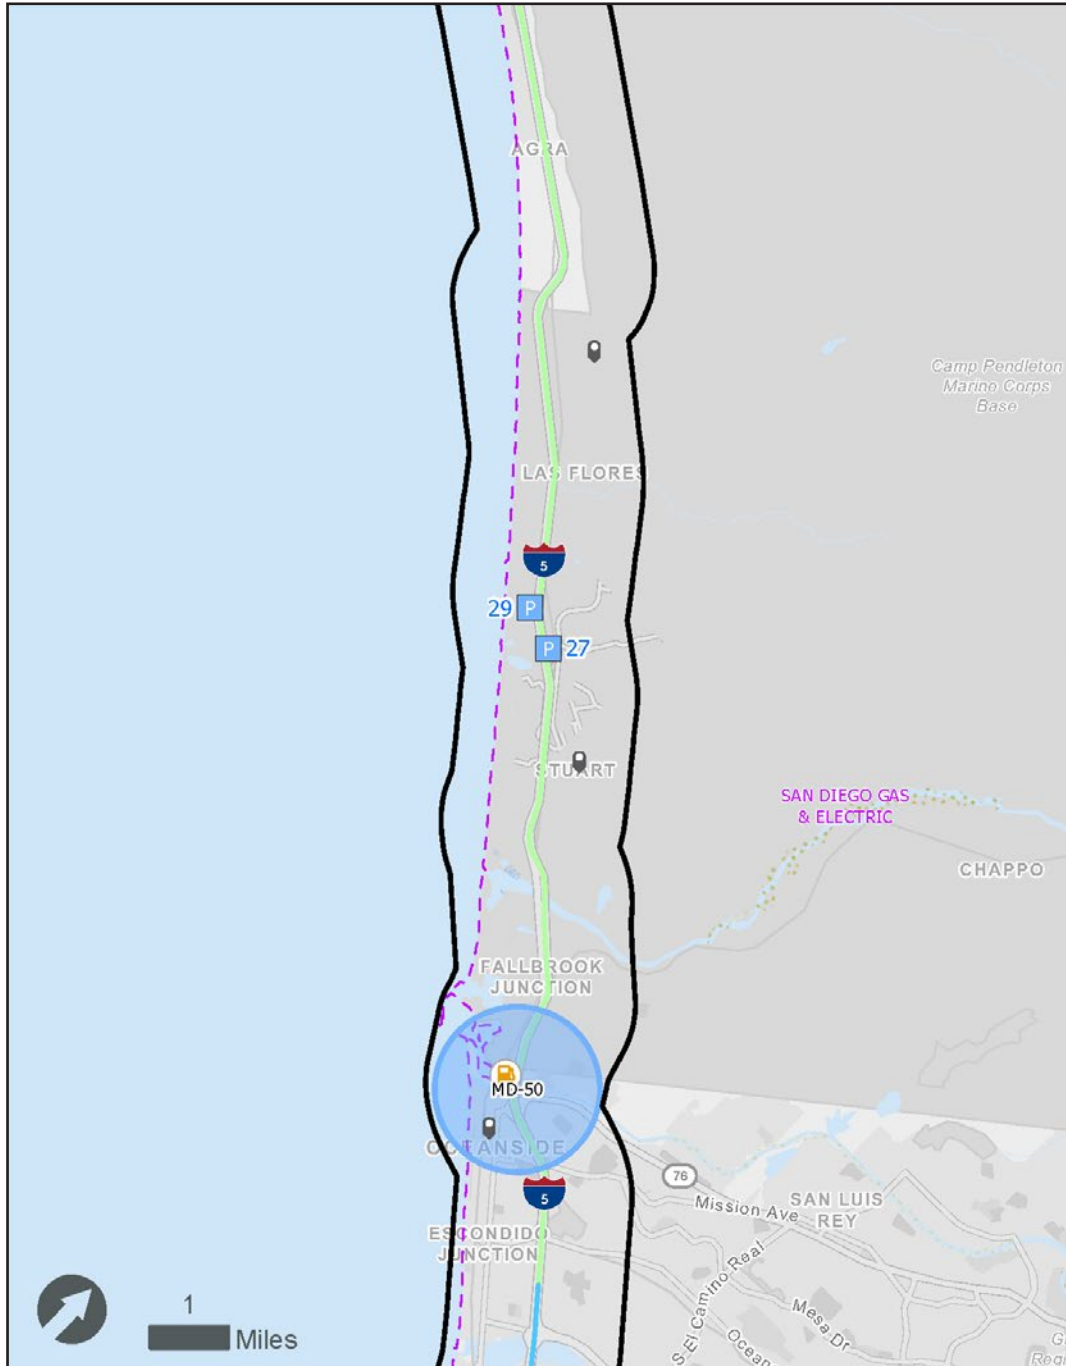 AGRA
Camp Pendleton
Marino Corps
Base
LAS FLORES
5
29 P
P 27
STUART
SAN DIEGO GAS
& ELECTRIC
CHAPPO
FALLBROOK
JUNCTION
MD-50
OCEANSIDE
76
5
Mission Ave
SAN LUIS
REY
ESCONDIDO
JUNCTION
S El Camino Real
Mesa Dr
Ocean
1
Miles
G
Regi